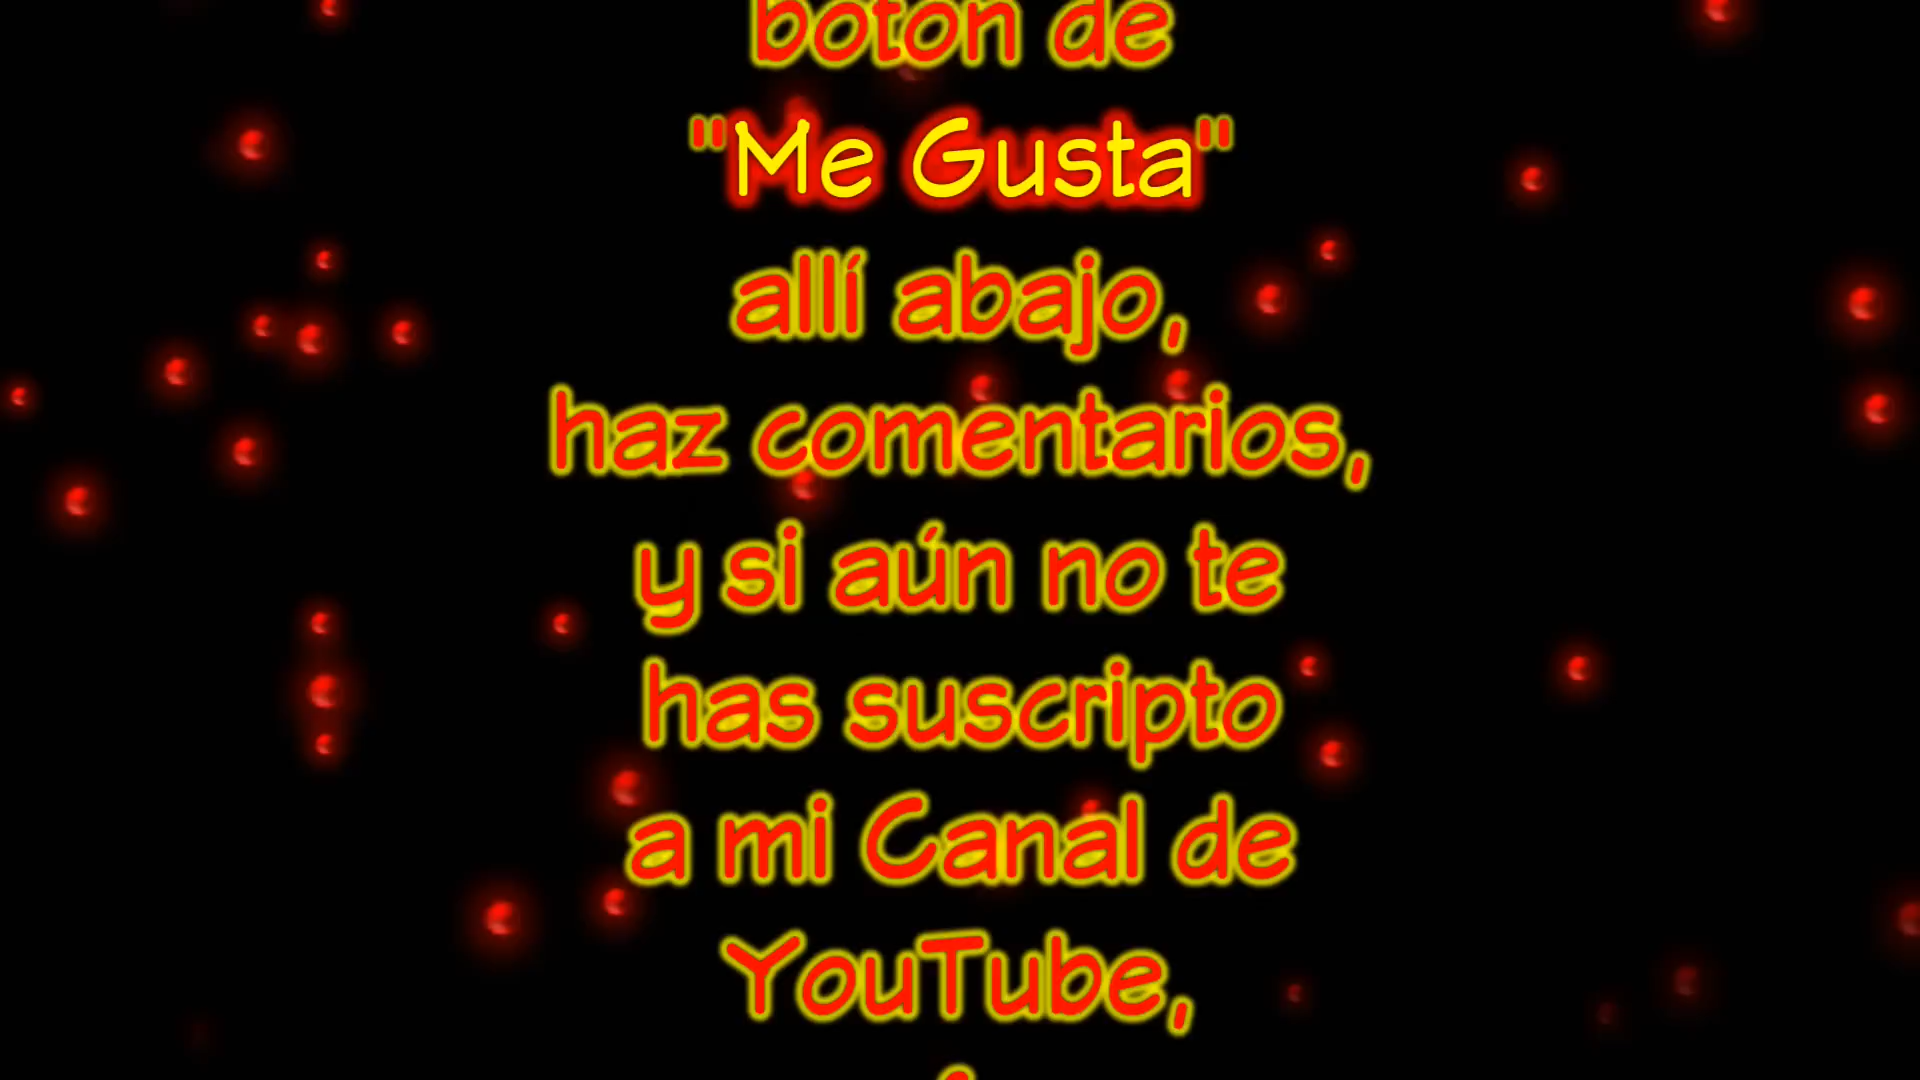 botón de
"Me Gusta"
allí abajo,
haz comentarios,
y si aún no te
has suscripto
a mi Canal de
YouTube,